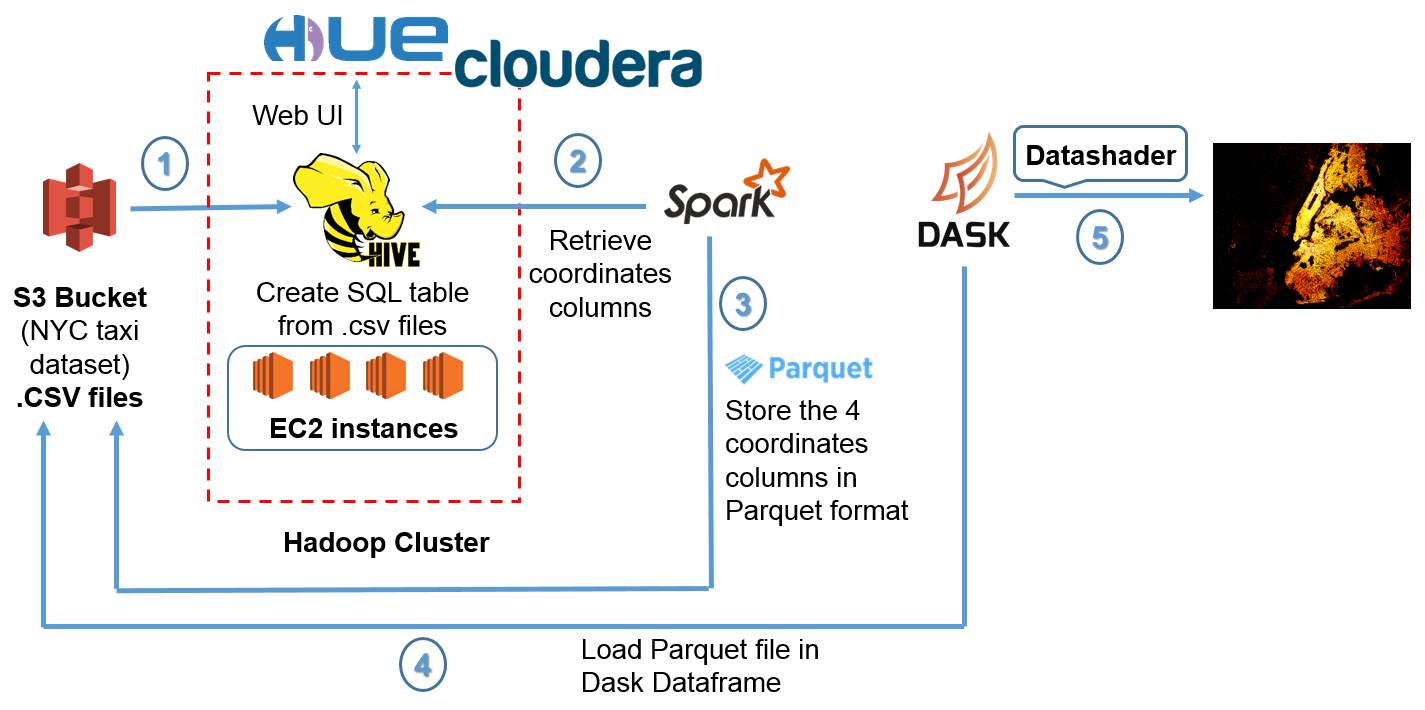 HUE
cloudera
Web UI
1
2
HIVE
Create SQL table
from .csv files
EC2 instances
Hadoop Cluster
S3 Bucket
(NYC taxi
dataset)
.CSV files
Spark
Retrieve
coordinates
columns
3
Parquet
Store the 4
coordinates
columns in
Parquet format
DASK
Datashader
5
4
Load Parquet file in
Dask Dataframe